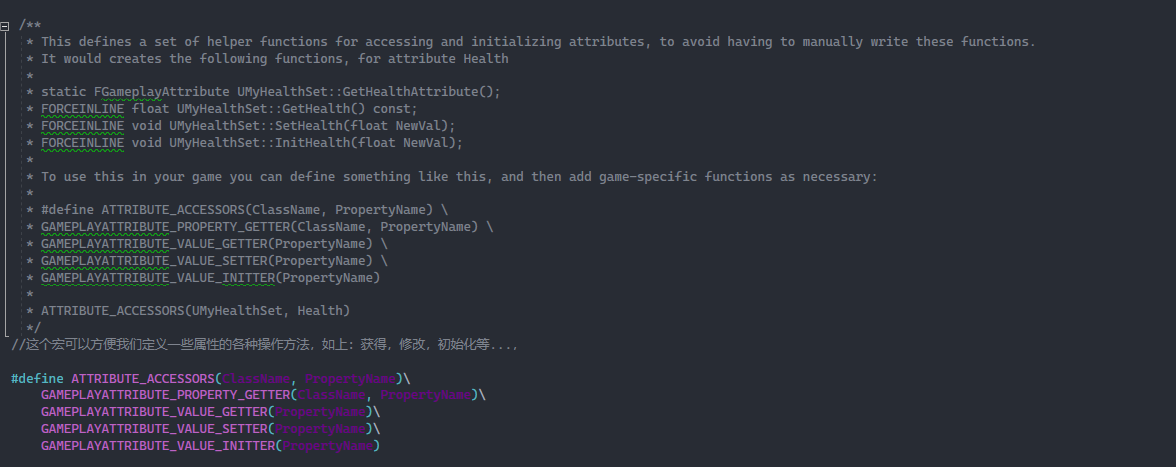 /**
* This defines a set of helper functions for accessing and initializing attributes, to avoid having to manually write these functions.
* It would creates the following functions, for attribute Health
*
* static FGameplayAttribute UMyHealthSet::GetHealthAttribute();
* FORCEINLINE float UMyHealthSet::GetHealth() const;
* FORCEINLINE void UMyHealthSet::SetHealth(float NewVal);
* FORCEINLINE void UMyHealthSet::InitHealth(float NewVal);
*
* To use this in your game you can define something like this, and then add game-specific functions as necessary:
*
* #define ATTRIBUTE_ACCESSORS(ClassName, PropertyName) \
* GAMEPLAYATTRIBUTE_PROPERTY_GETTER(ClassName, PropertyName) \
* GAMEPLAYATTRIBUTE_VALUE_GETTER(PropertyName) \
* GAMEPLAYATTRIBUTE_VALUE_SETTER(PropertyName) \
* GAMEPLAYATTRIBUTE_VALUE_INITTER(PropertyName)
*
* ATTRIBUTE_ACCESSORS(UMyHealthSet, Health)
*/
//这个宏可以方便我们定义一些属性的各种操作方法，如上：获得，修改，初始化等...，
#define ATTRIBUTE_ACCESSORS(ClassName, PropertyName)\
GAMEPLAYATTRIBUTE_PROPERTY_GETTER(ClassName, PropertyName)\
GAMEPLAYATTRIBUTE_VALUE_GETTER(PropertyName)\
GAMEPLAYATTRIBUTE_VALUE_SETTER(PropertyName)\
GAMEPLAYATTRIBUTE_VALUE_INITTER(PropertyName)